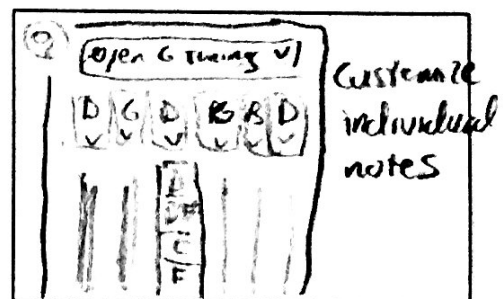 Open G Tuning
D G D G B D
Customize
individual
notes
F